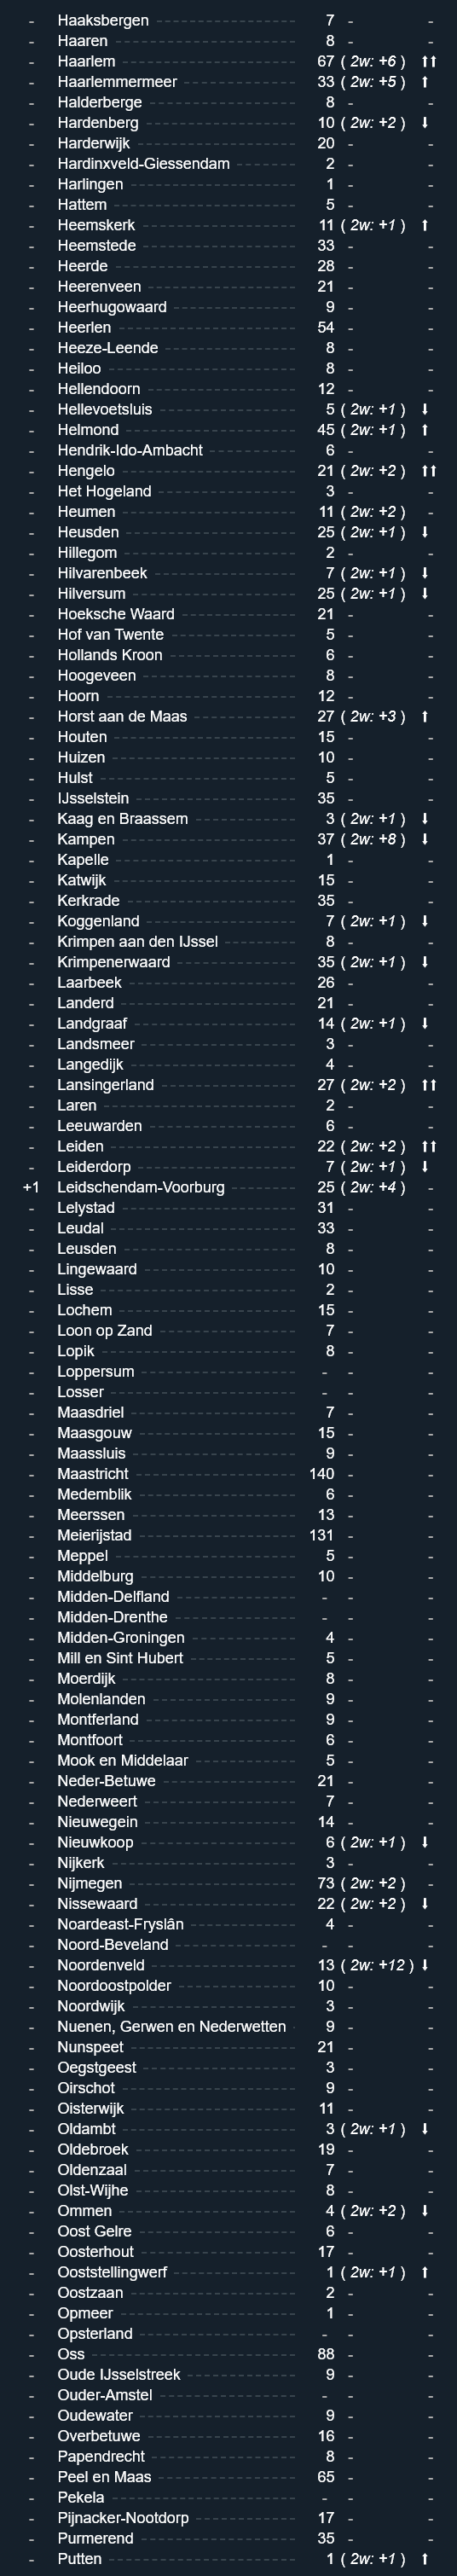 - Haaksbergen 7 - -
- Haaren 8 - -
- Haarlem 67 ( 2w: +6 ) ⬆⬆
- Haarlemmermeer 33 ( 2w: +5 ) ⬆
- Halderberge 8 - -
- Hardenberg 10 ( 2w: +2 ) ⬇
- Harderwijk 20 - -
- Hardinxveld-Giessendam 2 - -
- Harlingen 1 - -
- Hattem 5 - -
- Heemskerk 11 ( 2w: +1 ) ⬆
- Heemstede 33 - -
- Heerde 28 - -
- Heerenveen 21 - -
- Heerhugowaard 9 - -
- Heerlen 54 - -
- Heeze-Leende 8 - -
- Heiloo 8 - -
- Hellendoorn 12 - -
- Hellevoetsluis 5 ( 2w: +1 ) ⬇
- Helmond 45 ( 2w: +1 ) ⬆
- Hendrik-Ido-Ambacht 6 - -
- Hengelo 21 ( 2w: +2 ) ⬆⬆
- Het Hogeland 3 - -
- Heumen 11 ( 2w: +2 ) -
- Heusden 25 ( 2w: +1 ) ⬇
- Hillegom 2 - -
- Hilvarenbeek 7 ( 2w: +1 ) ⬇
- Hilversum 25 ( 2w: +1 ) ⬇
- Hoeksche Waard 21 - -
- Hof van Twente 5 - -
- Hollands Kroon 6 - -
- Hoogeveen 8 - -
- Hoorn 12 - -
- Horst aan de Maas 27 ( 2w: +3 ) ⬆
- Houten 15 - -
- Huizen 10 - -
- Hulst 5 - -
- IJsselstein 35 - -
- Kaag en Braassem 3 ( 2w: +1 ) ⬇
- Kampen 37 ( 2w: +8 ) ⬇
- Kapelle 1 - -
- Katwijk 15 - -
- Kerkrade 35 - -
- Koggenland 7 ( 2w: +1 ) ⬇
- Krimpen aan den IJssel 8 - -
- Krimpenerwaard 35 ( 2w: +1 ) ⬇
- Laarbeek 26 - -
- Landerd 21 - -
- Landgraaf 14 ( 2w: +1 ) ⬇
- Landsmeer 3 - -
- Langedijk 4 - -
- Lansingerland 27 ( 2w: +2 ) ⬆⬆
- Laren 2 - -
- Leeuwarden 6 - -
- Leiden 22 ( 2w: +2 ) ⬆⬆
- Leiderdorp 7 ( 2w: +1 ) ⬇
+1 Leidschendam-Voorburg 25 ( 2w: +4 ) -
- Lelystad 31 - -
- Leudal 33 - -
- Leusden 8 - -
- Lingewaard 10 - -
- Lisse 2 - -
- Lochem 15 - -
- Loon op Zand 7 - -
- Lopik 8 - -
- Loppersum - - -
- Losser - - -
- Maasdriel 7 - -
- Maasgouw 15 - -
- Maassluis 9 - -
- Maastricht 140 - -
- Medemblik 6 - -
- Meerssen 13 - -
- Meierijstad 131 - -
- Meppel 5 - -
- Middelburg 10 - -
- Midden-Delfland - - -
- Midden-Drenthe - - -
- Midden-Groningen 4 - -
- Mill en Sint Hubert 5 - -
- Moerdijk 8 - -
- Molenlanden 9 - -
- Montferland 9 - -
- Montfoort 6 - -
- Mook en Middelaar 5 - -
- Neder-Betuwe 21 - -
- Nederweert 7 - -
- Nieuwegein 14 - -
- Nieuwkoop 6 ( 2w: +1 ) ⬇
- Nijkerk 3 - -
- Nijmegen 73 ( 2w: +2 ) -
- Nissewaard 22 ( 2w: +2 ) ⬇
- Noardeast-Fryslân 4 - -
- Noord-Beveland - - -
- Noordenveld 13 ( 2w: +12 ) ⬇
- Noordoostpolder 10 - -
- Noordwijk 3 - -
- Nuenen, Gerwen en Nederwetten 9 - -
- Nunspeet 21 - -
- Oegstgeest 3 - -
- Oirschot 9 - -
- Oisterwijk 11 - -
- Oldambt 3 ( 2w: +1 ) ⬇
- Oldebroek 19 - -
- Oldenzaal 7 - -
- Olst-Wijhe 8 - -
- Ommen 4 ( 2w: +2 ) ⬇
- Oost Gelre 6 - -
- Oosterhout 17 - -
- Ooststellingwerf 1 ( 2w: +1 ) ⬆
- Oostzaan 2 - -
- Opmeer 1 - -
- Opsterland - - -
- Oss 88 - -
- Oude IJsselstreek 9 - -
- Ouder-Amstel - - -
- Oudewater 9 - -
- Overbetuwe 16 - -
- Papendrecht 8 - -
- Peel en Maas 65 - -
- Pekela - - -
- Pijnacker-Nootdorp 17 - -
- Purmerend 35 - -
- Putten 1 ( 2w: +1 ) ⬆